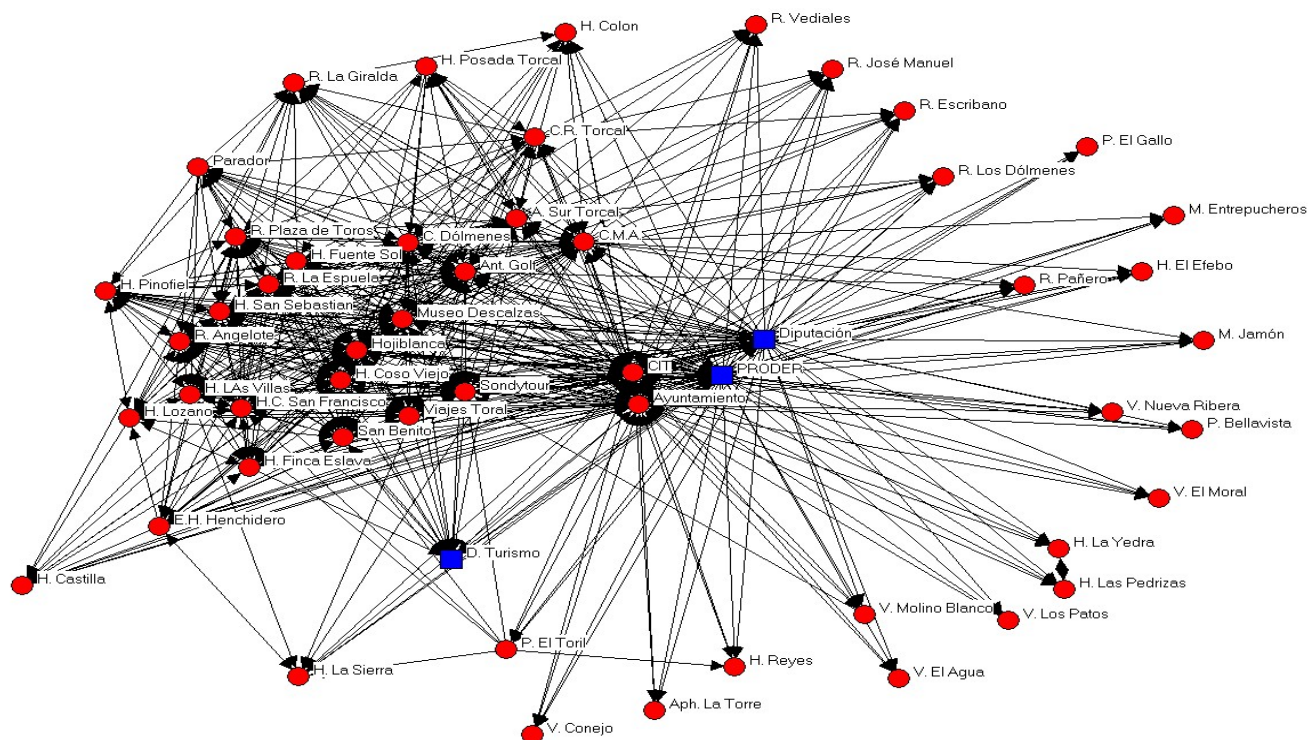 R. Vediales
H. Colon
H. Posada Torcal
R. José Manuel
R. La Giralda
R. Escribano
C.R. Torcal
P. El Gallo
Parador
R. Los Dólmenes
A. Sur Torcal
M. Entrepucheros
R. Plaza de Toros
C. Dólmenes
C.M.A.
H. Fuente Sol
Ant. Golf
H. El Efebo
R. La Espuela
R. Pañero
H. Pinofiel
H. San Sebastian
Museo Descalzas
Diputación
R. Angelote
Hojiblanca
M. Jamón
CIT
PRODER
H. Coso Viejo
H. LAs Villas
Sondytour
Ayuntamiento
H.C. San Francisco
H. Lozano
Viajes Toral
V. Nueva Ribera
San Benito
P. Bellavista
H. Finca Eslava
V. El Moral
E.H. Henchidero
H. La Yedra
D. Turismo
H. Castilla
H. Las Pedrizas
V. Molino Blanco
V. Los Patos
P. El Toril
H. Reyes
H. La Sierra
V. El Agua
Aph. La Torre
V. Conejo